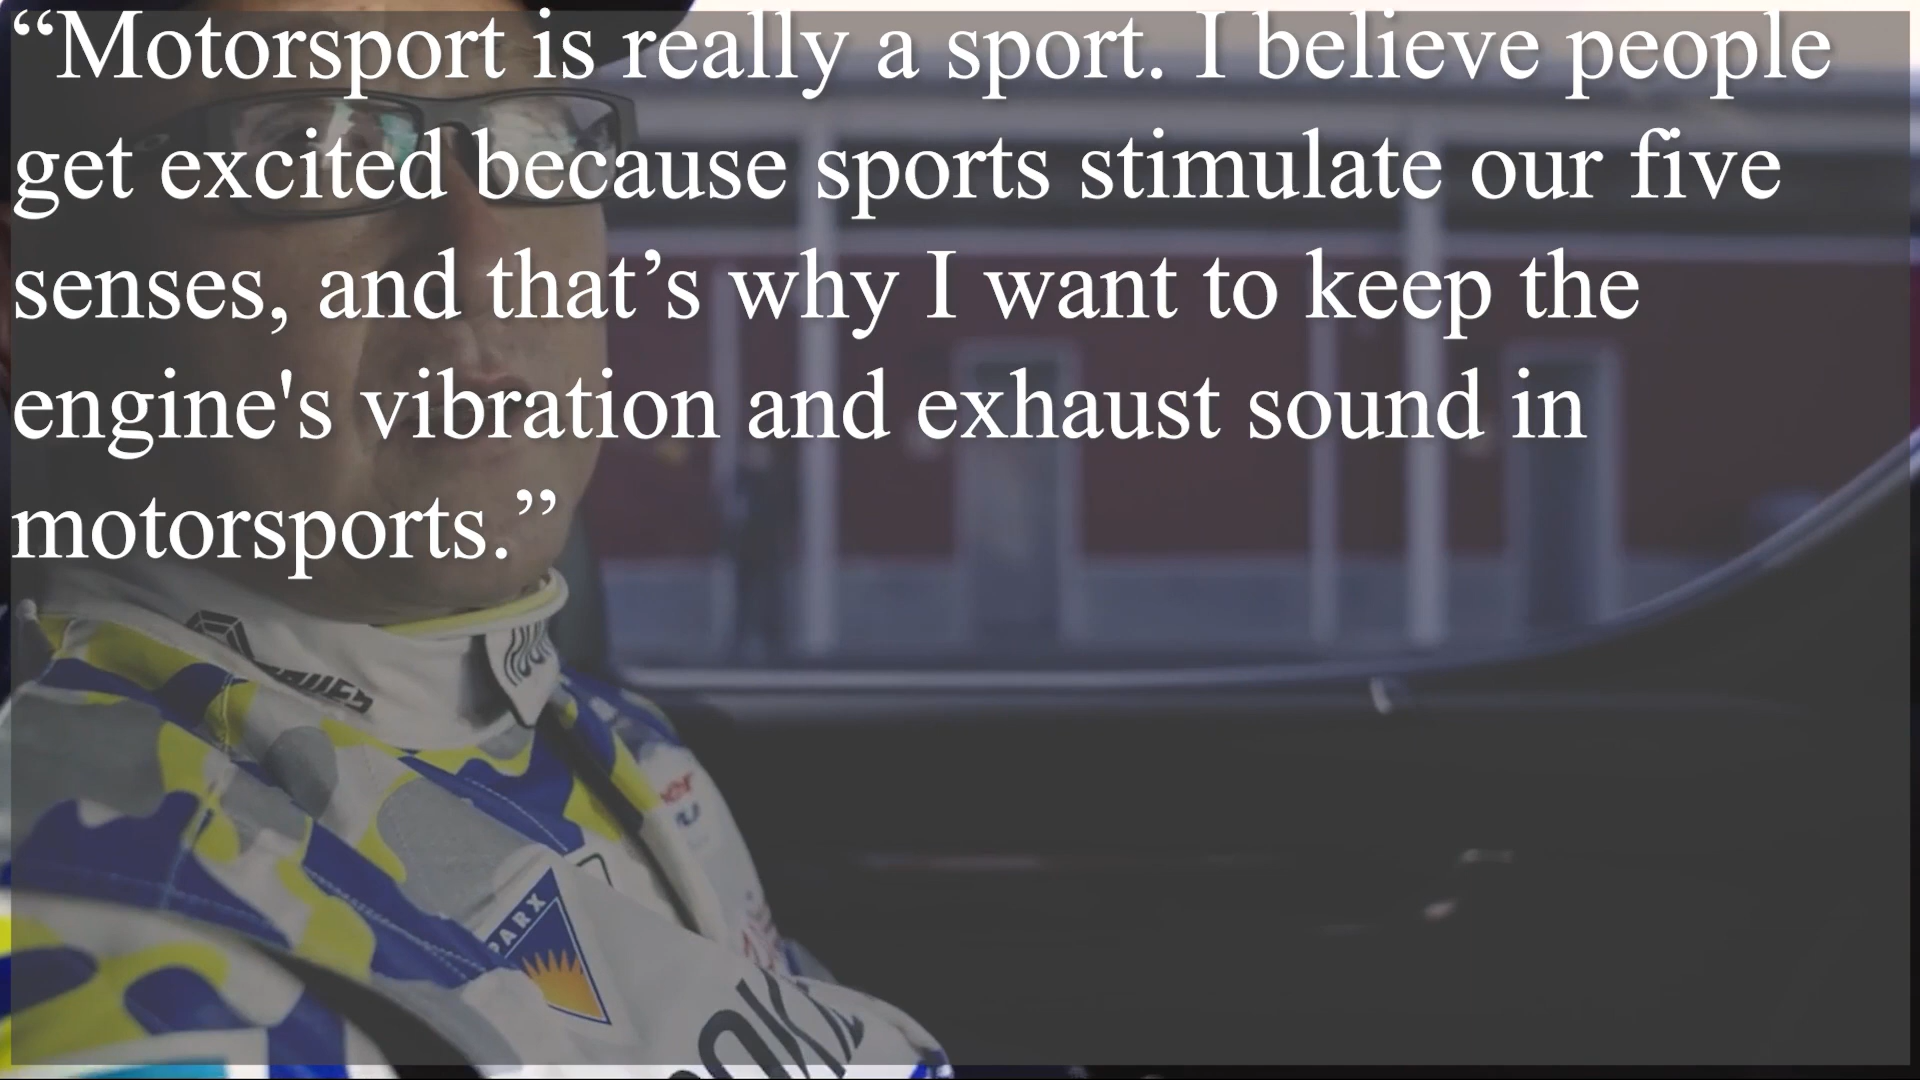 “Motorsport is really a sport. I believe people
get excited because sports stimulate our five
senses, and that’s why I want to keep the
engine's vibration and exhaust sound in
motorsports.”
PARX